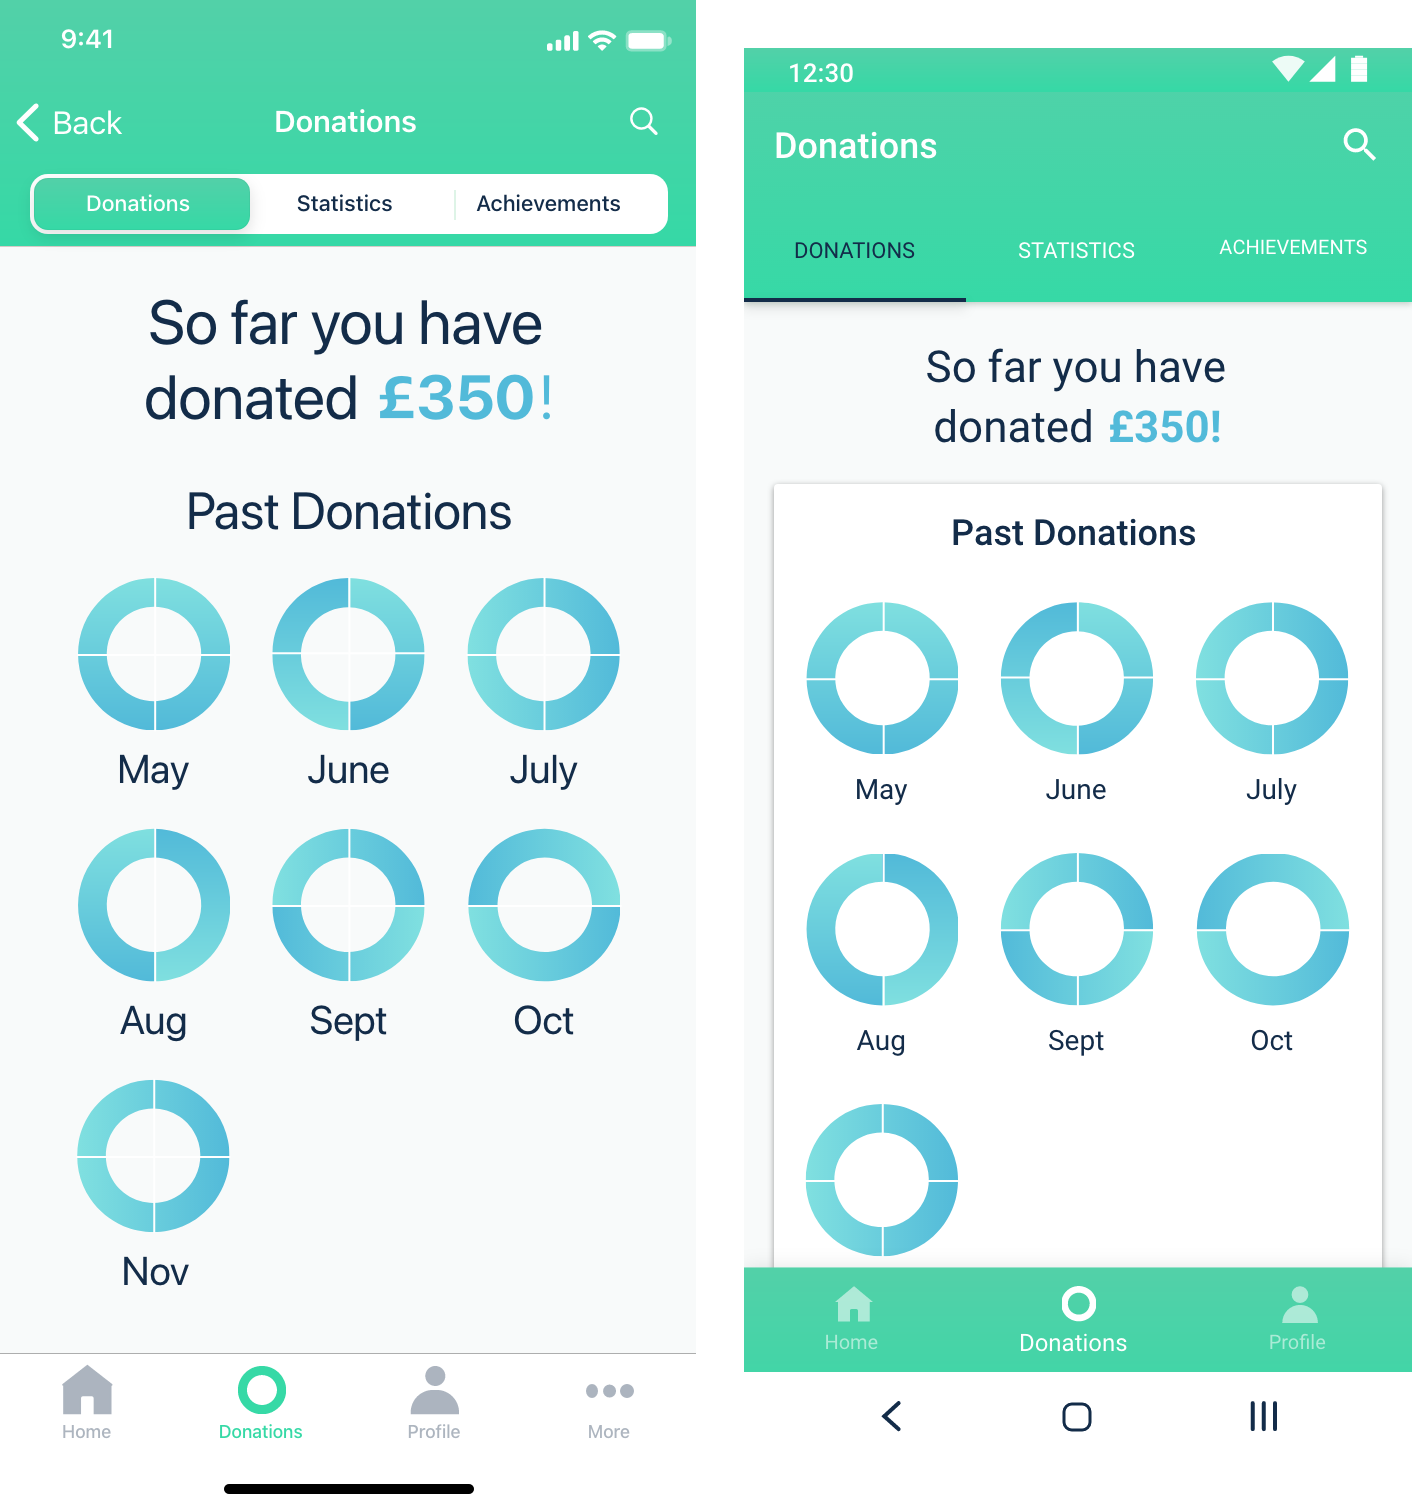 9:41
Back
Donations
Donations
Statistics
Achievements
So far you have
donated £350!
Past Donations
May
June
July
Aug
Sept
Oct
Nov
Home
Donations
Profile
More
12:30
Donations
DONATIONS
STATISTICS
ACHIEVEMENTS
So far you have
donated £350!
Past Donations
May
June
July
Aug
Sept
Oct
Home
Donations
Profile